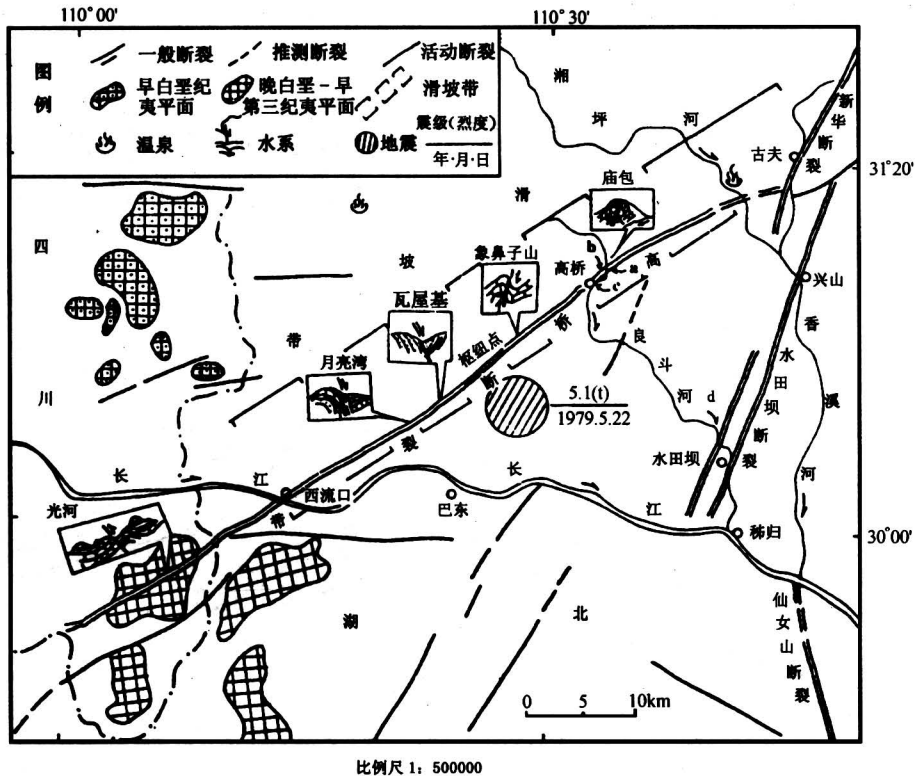 110°00′
110°30′
图例
一般断裂
推测断裂
活动断裂
早白垩纪夷平面
晚白垩-早第三纪夷平面
滑坡带
震级(烈度)
年·月·日
温泉
水系
地震
湘坪河
新华断裂
古夫
31°20′
庙包
滑坡带
四川
象鼻子山
b
a
c
高桥
兴山
瓦屋基
枢纽点
月亮湾
高桥断裂带
良斗河
d
水田坝断裂
香溪河
5.1(t)
1979.5.22
水田坝
长江
西流口
巴东
长江
秭归
光河
30°00′
湖北
仙女山断裂
0 5 10km
比例尺 1：500000